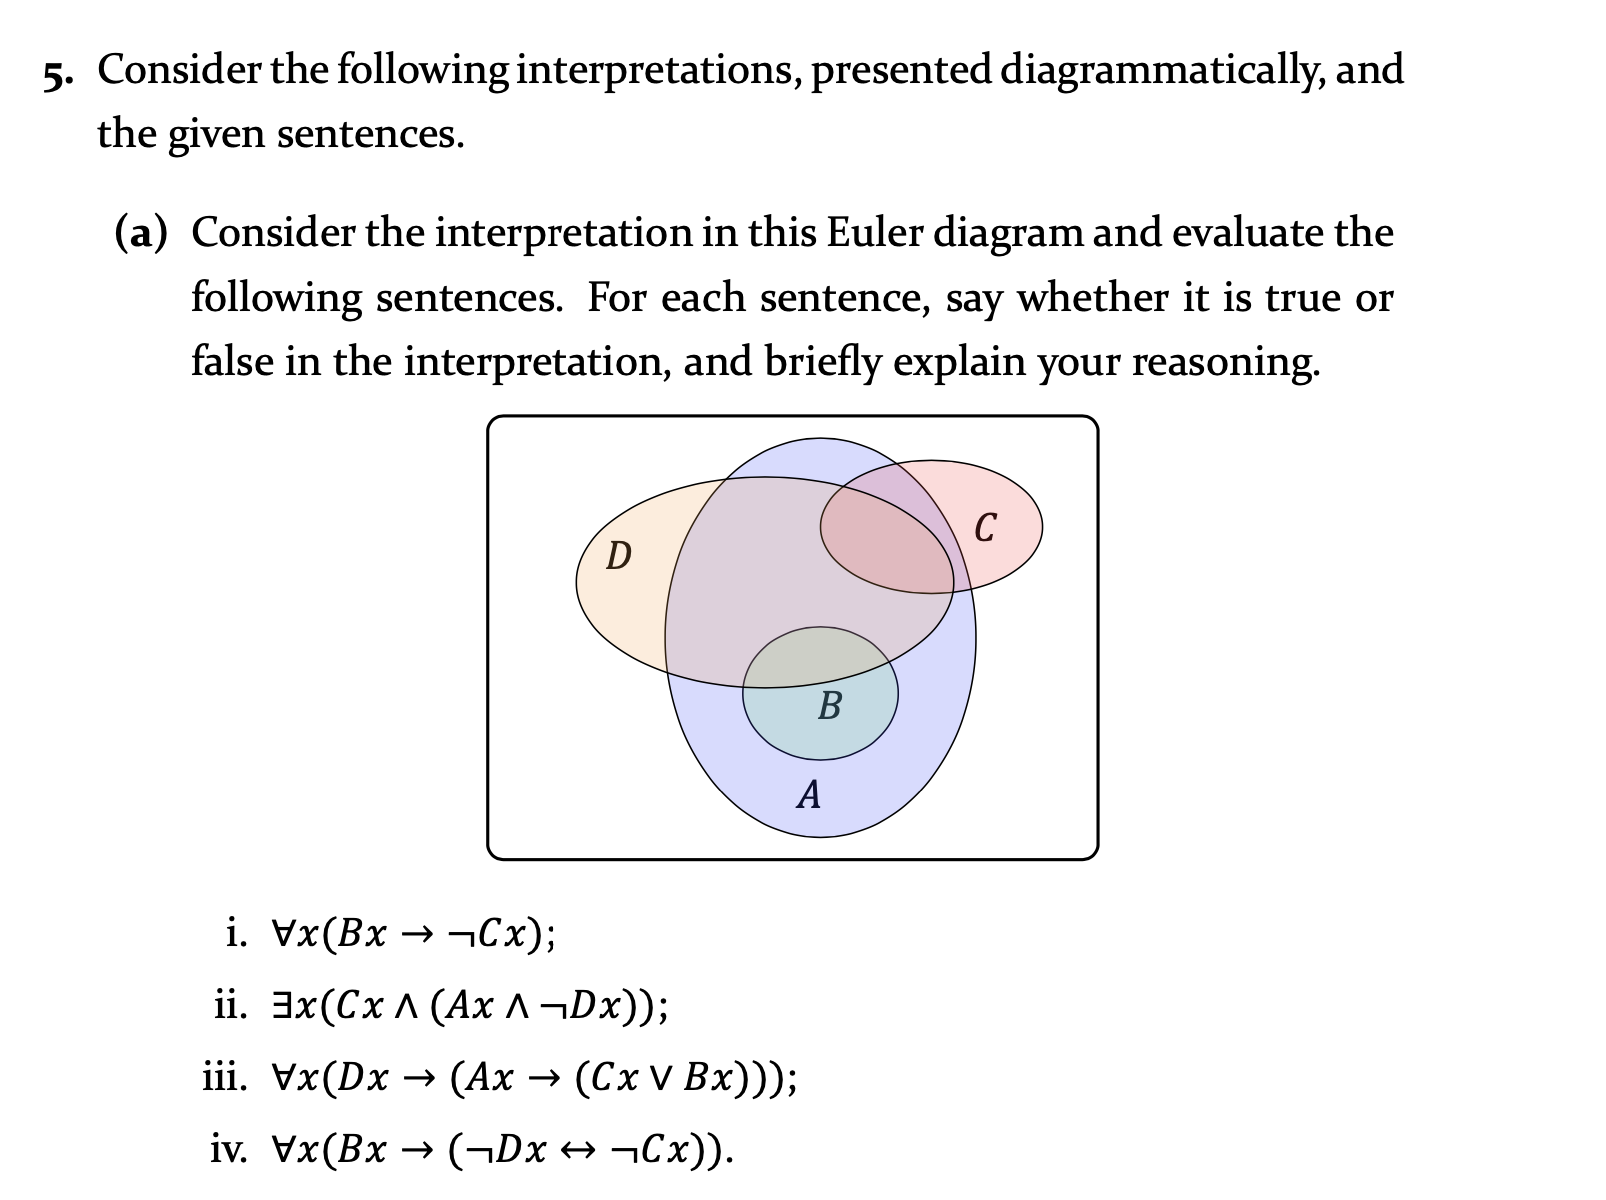 5. Consider the following interpretations, presented diagrammatically, and
the given sentences.
(a) Consider the interpretation in this Euler diagram and evaluate the
following sentences. For each sentence, say whether it is true or
false in the interpretation, and briefly explain your reasoning.
C
D
B
A
i. ∀x(Bx → ¬Cx);
ii. ∃x(Cx ∧ (Ax ∧ ¬Dx));
iii. ∀x(Dx → (Ax → (Cx ∨ Bx)));
iv. ∀x(Bx → (¬Dx ↔ ¬Cx)).